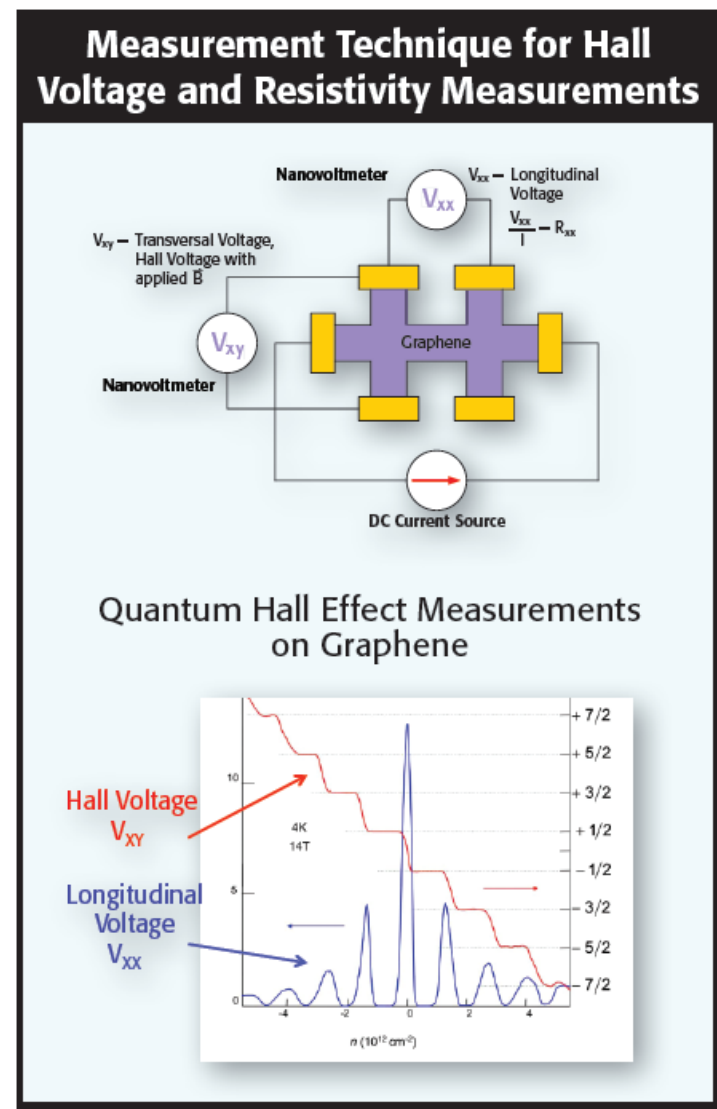 Measurement Technique for Hall
Voltage and Resistivity Measurements
Nanovoltmeter
Vxx
Vxx – Longitudinal
Voltage
Vxx
I
– Rxx
Vxy – Transversal Voltage,
Hall Voltage with
applied B
Vxy
Graphene
Nanovoltmeter
DC Current Source
Quantum Hall Effect Measurements
on Graphene
Hall Voltage
VXY
Longitudinal
Voltage
VXX
10
5
0
4K
14T
+ 7/2
+ 5/2
+ 3/2
+ 1/2
– 1/2
– 3/2
– 5/2
– 7/2
-4 -2 0 2 4
n (10¹² cm⁻²)